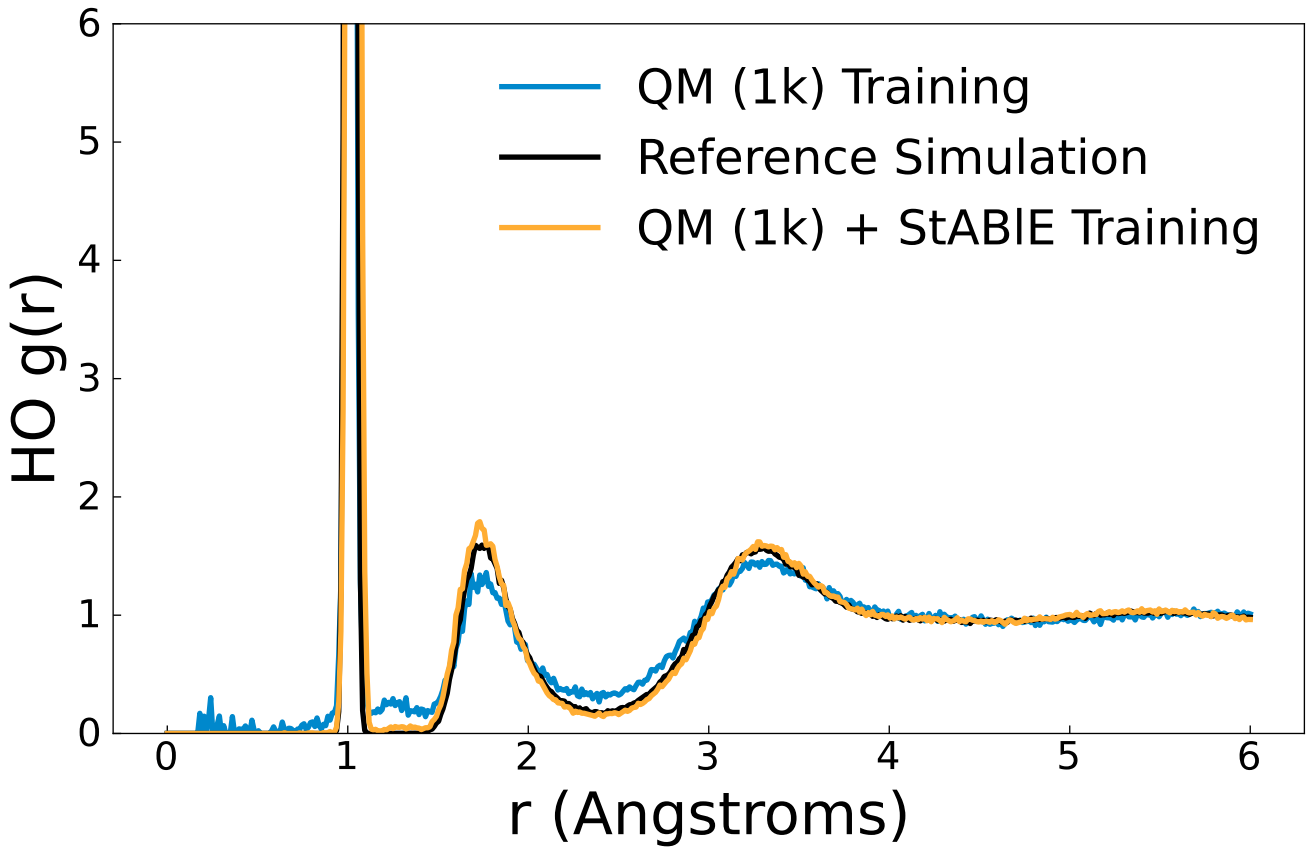 6
5
4
3
2
1
0
HO g(r)
QM (1k) Training
Reference Simulation
QM (1k) + StABlE Training
0 1 2 3 4 5 6
r (Angstroms)